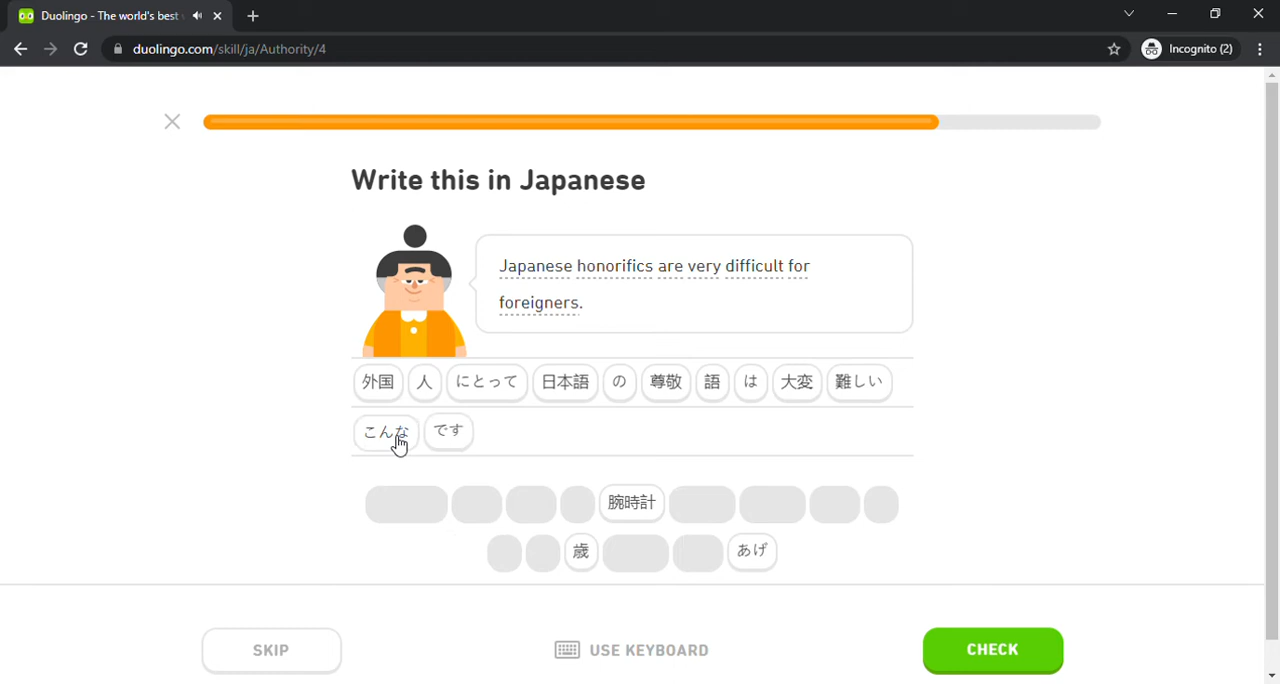 Duolingo - The world's best
duolingo.com/skill/ja/Authority/4
Incognito (2)
Write this in Japanese
Japanese honorifics are very difficult for
foreigners.
外国 人 にとって 日本語 の 尊敬 語 は 大変 難しい
こんな です
腕時計
歳 あげ
SKIP
USE KEYBOARD
CHECK